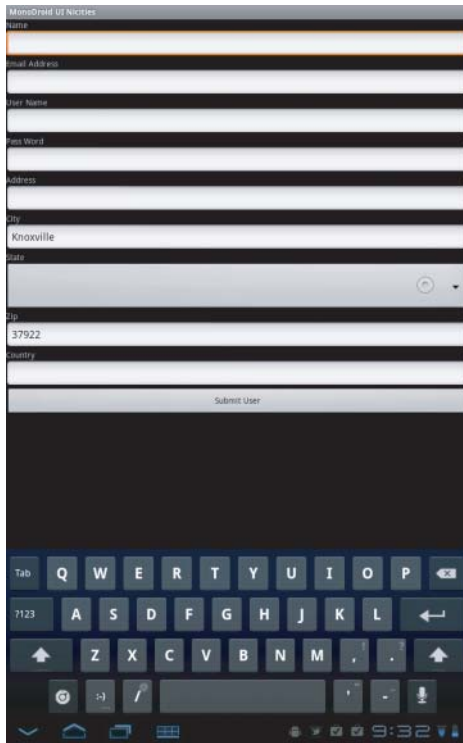 MonoDroid UI Nicities
Name
Email Address
User Name
Pass Word
Address
City
Knoxville
State
Zip
37922
Country
Submit User
Tab Q W E R T Y U I O P
?123 A S D F G H J K L
Z X C V B N M , ! . ?
:-) / @ ' " - _
9:32